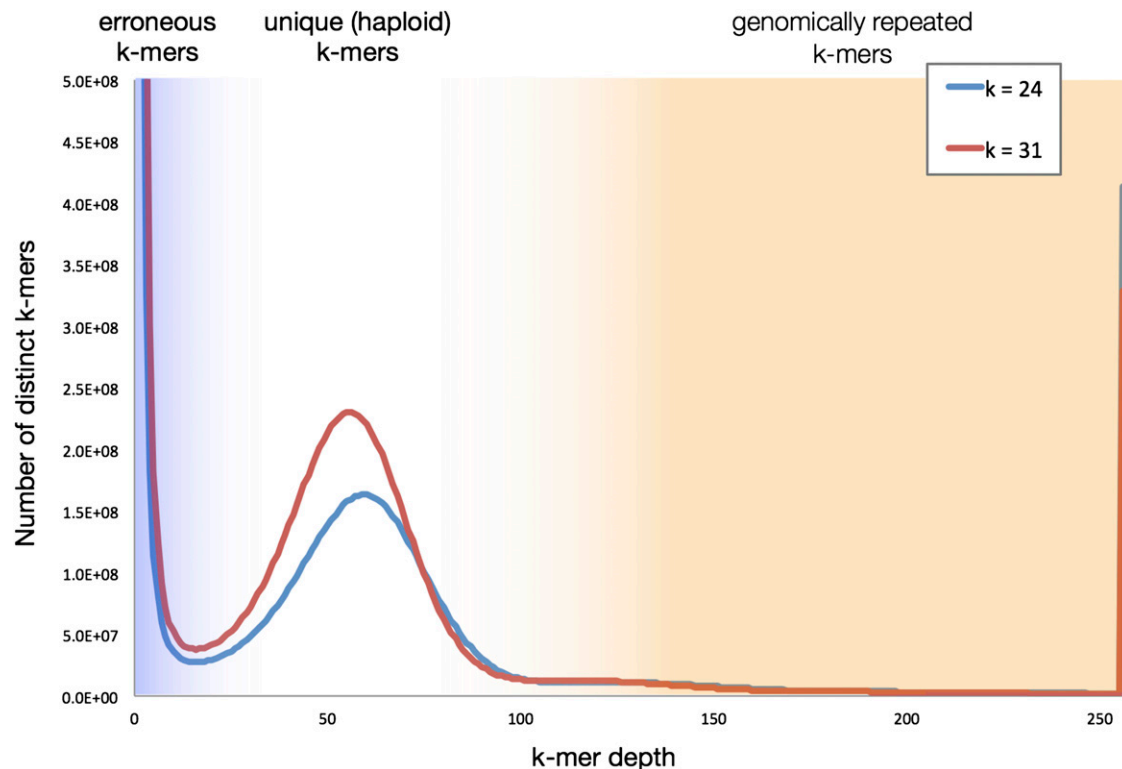 erroneous
k-mers
unique (haploid)
k-mers
genomically repeated
k-mers
k = 24
k = 31
Number of distinct k-mers
5.0E+08
4.5E+08
4.0E+08
3.5E+08
3.0E+08
2.5E+08
2.0E+08
1.5E+08
1.0E+08
5.0E+07
0.0E+00
0 50 100 150 200 250
k-mer depth